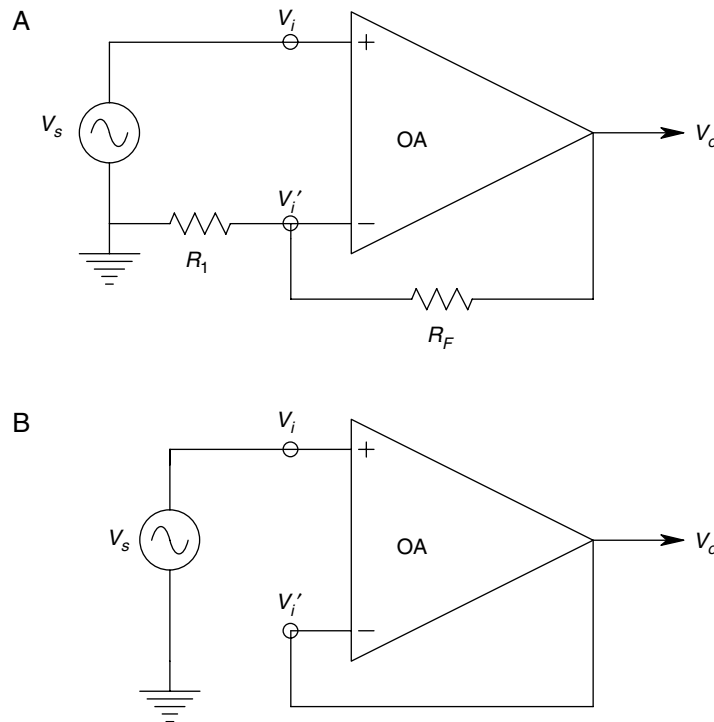 A
V_i
+
V_s
OA
V_o
V_i'
−
R_1
R_F
B
V_i
+
V_s
OA
V_o
V_i'
−